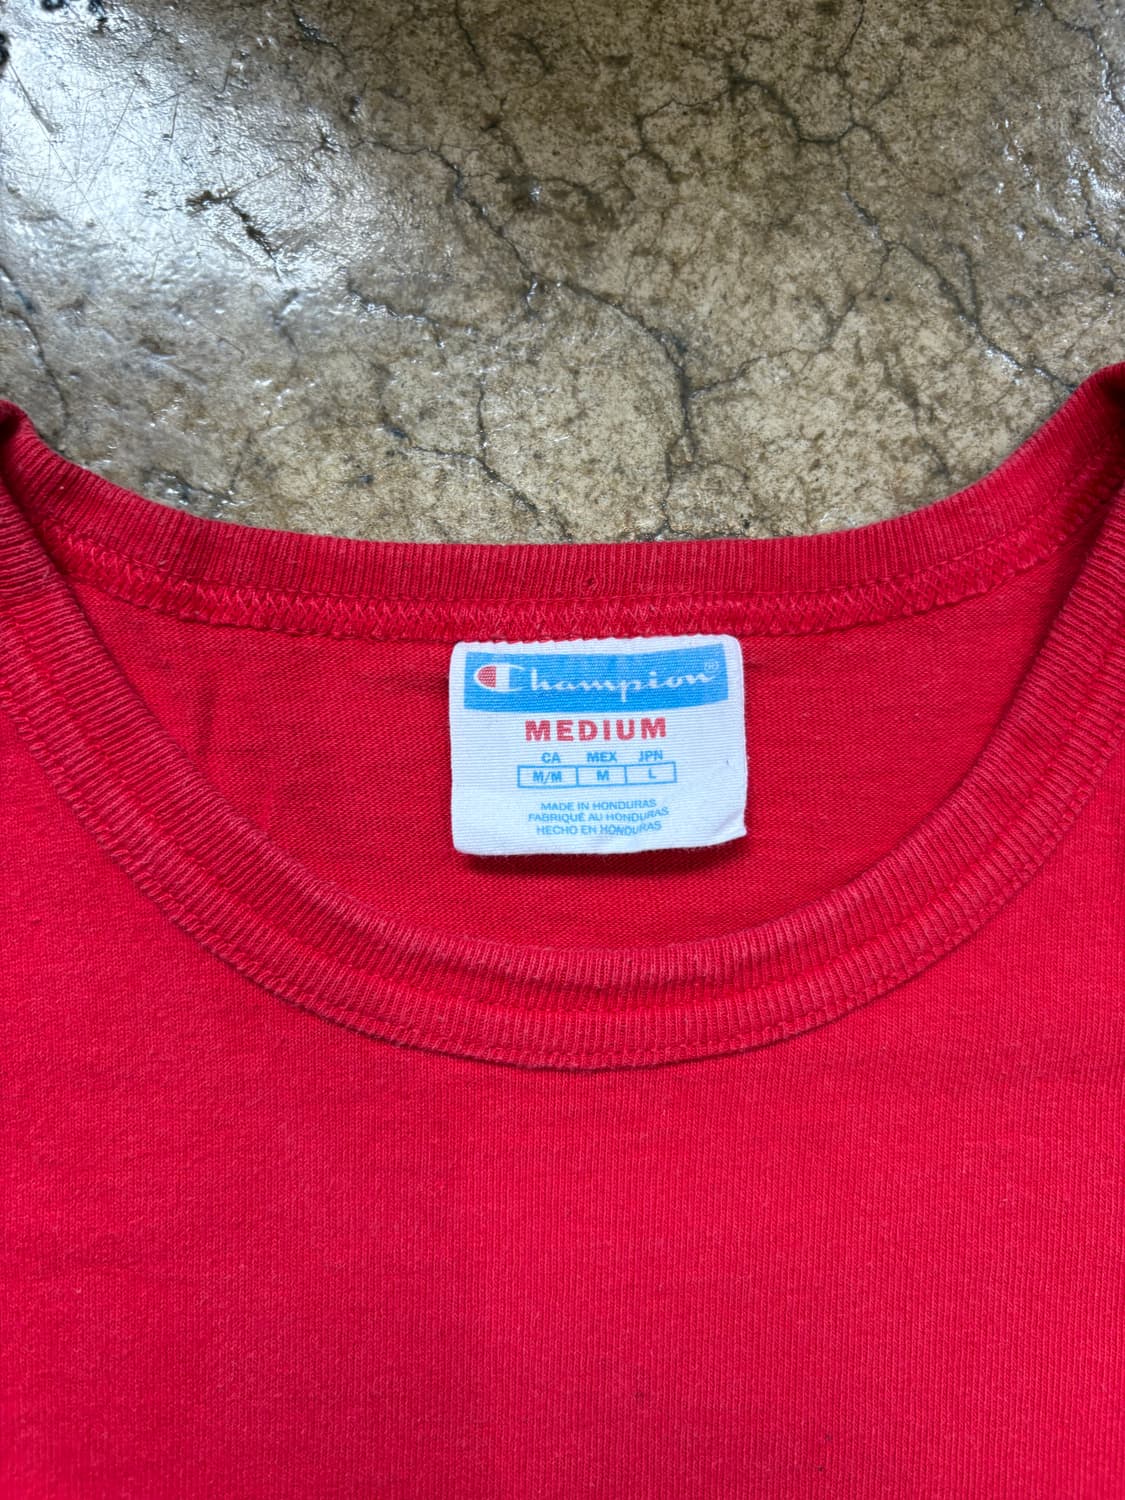 Champion®
MEDIUM
CA MEX JPN
M/M M L
MADE IN HONDURAS
FABRIQUÉ AU HONDURAS
HECHO EN HONDURAS